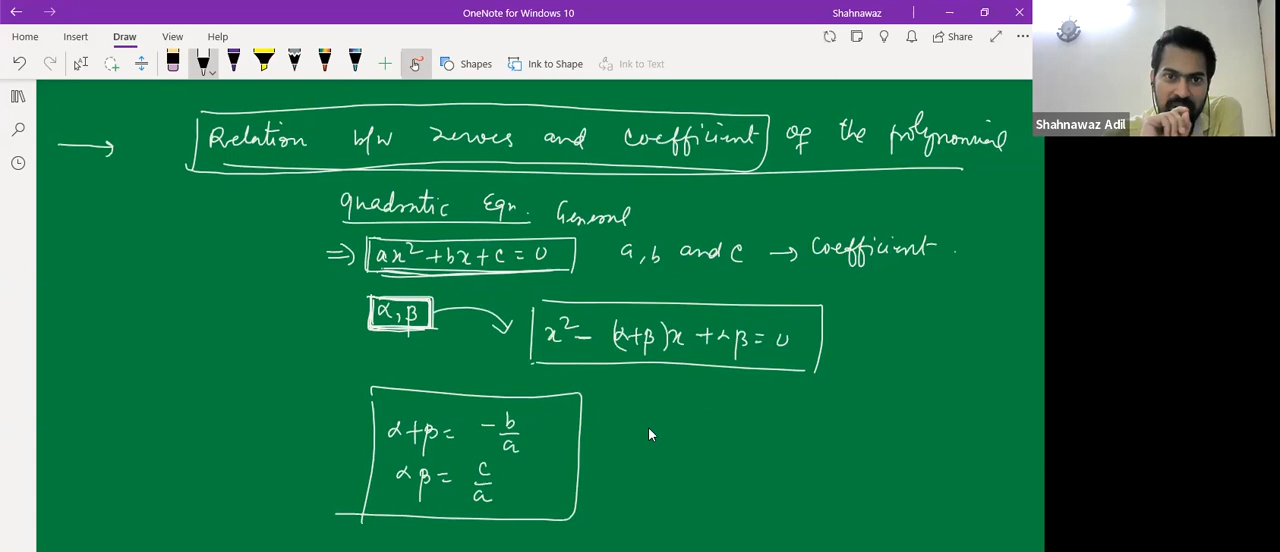 OneNote for Windows 10
Shahnawaz
Home Insert Draw View Help
Share
Shapes Ink to Shape Ink to Text
Shahnawaz Adil
Relation b/w zeroes and coefficient of the polynomial
quadratic Eqn. General
⇒ ax² + bx + c = 0 a, b and c → coefficient.
α, β
x² - (α+β)x + αβ = 0
α+β = -b/a
αβ = c/a